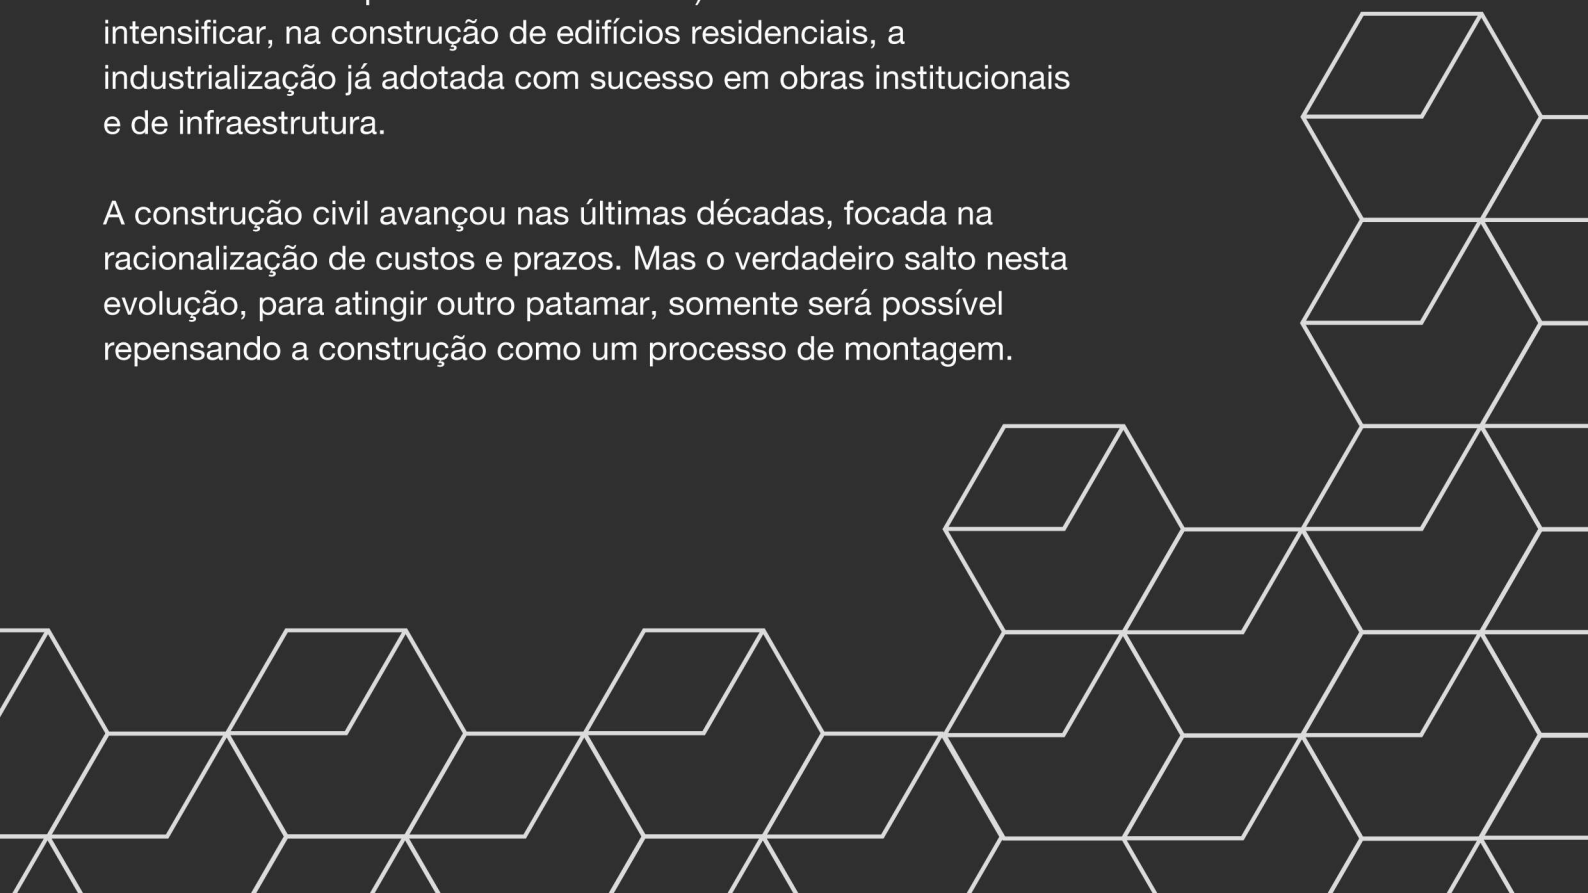 intensificar, na construção de edifícios residenciais, a
industrialização já adotada com sucesso em obras institucionais
e de infraestrutura.
A construção civil avançou nas últimas décadas, focada na
racionalização de custos e prazos. Mas o verdadeiro salto nesta
evolução, para atingir outro patamar, somente será possível
repensando a construção como um processo de montagem.